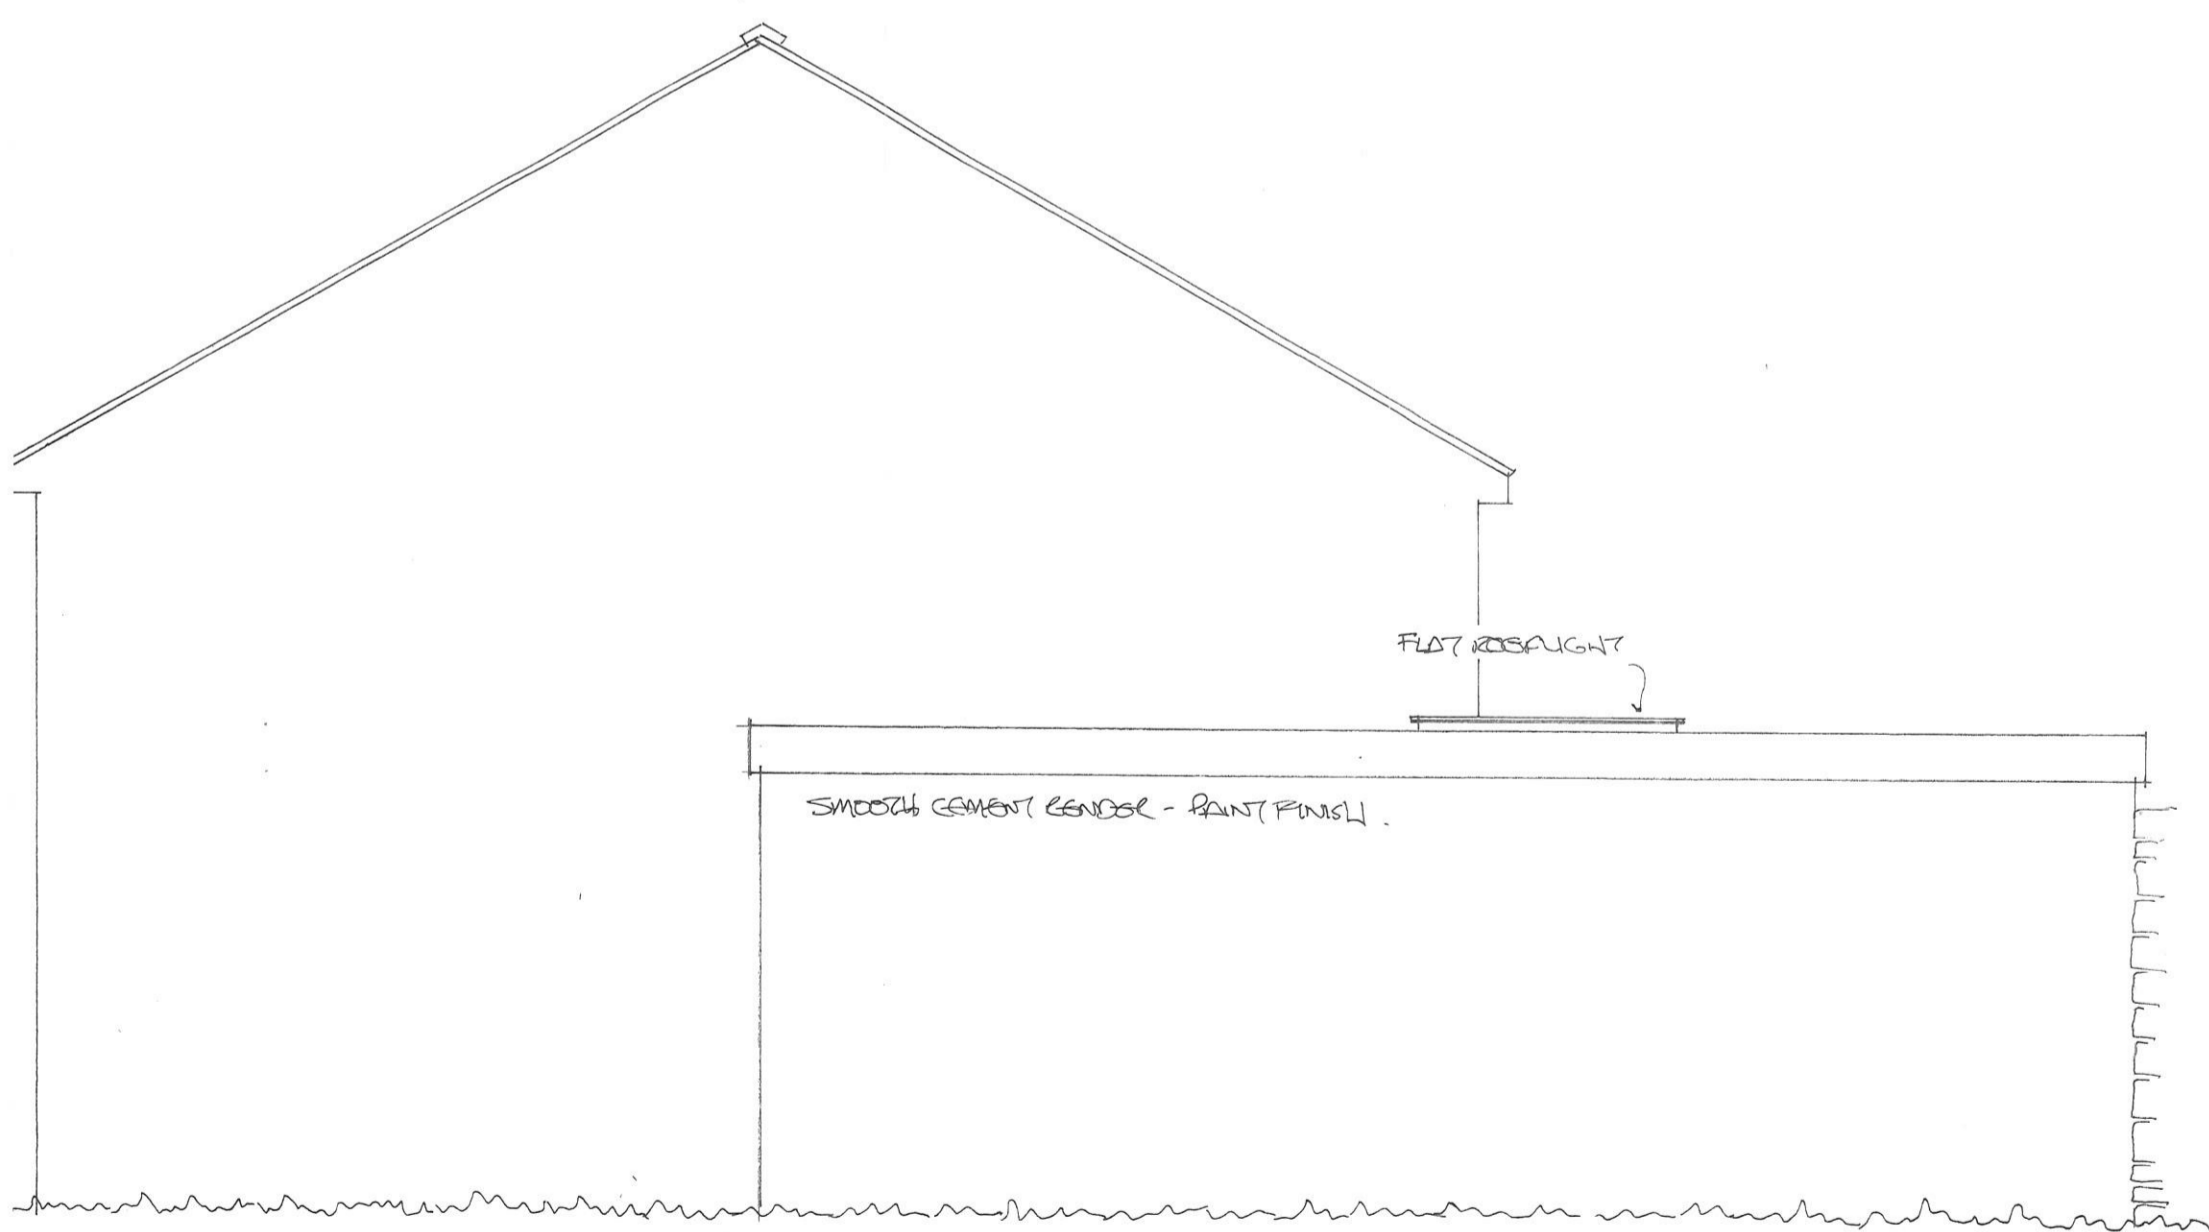 FLAT ROOFLIGHT
SMOOTH CEMENT RENDER - PAINT FINISH.